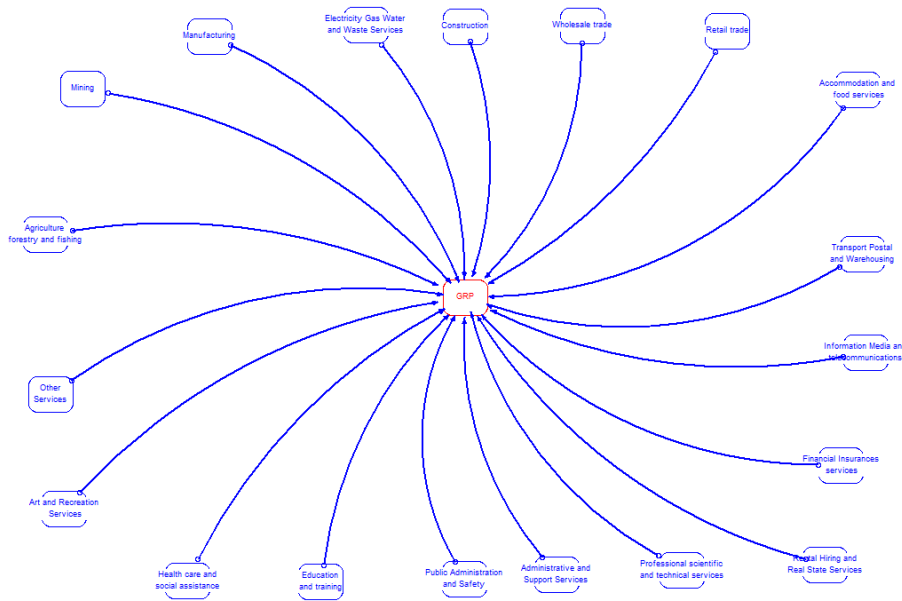 Electricity Gas Water
and Waste Services
Construction
Wholesale trade
Retail trade
Manufacturing
Mining
Accommodation and
food services
Agriculture
forestry and fishing
Transport Postal
and Warehousing
GRP
Information Media an
telecommunications
Other
Services
Financial Insurances
services
Art and Recreation
Services
Health care and
social assistance
Education
and training
Public Administration
and Safety
Administrative and
Support Services
Professional scientific
and technical services
Rental Hiring and
Real State Services